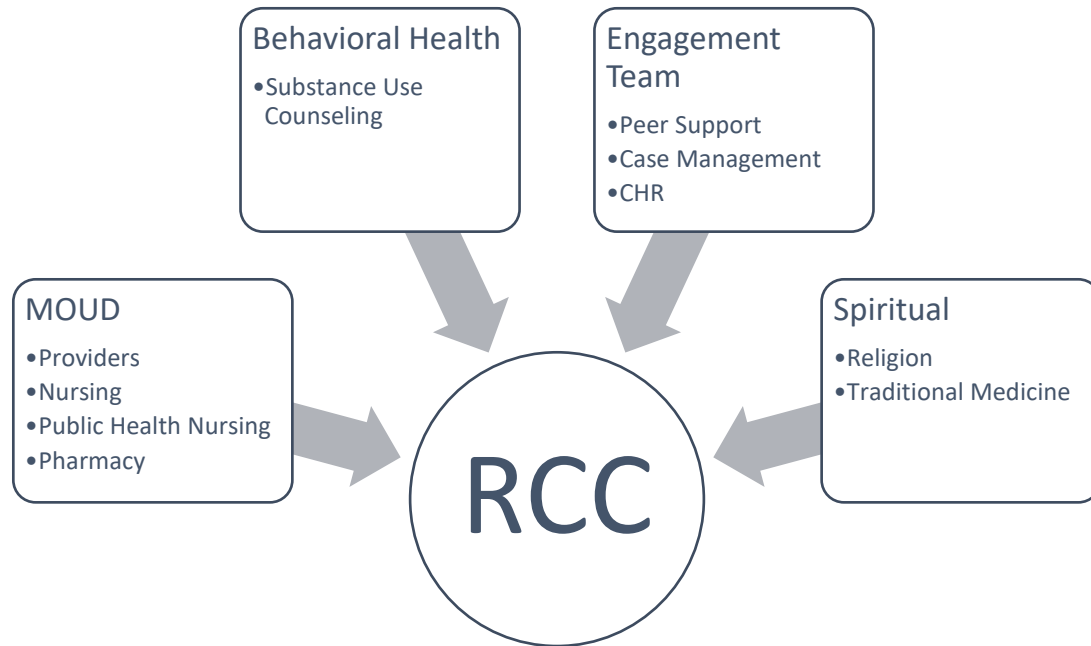 Behavioral Health
•Substance Use
Counseling
Engagement
Team
•Peer Support
•Case Management
•CHR
MOUD
•Providers
•Nursing
•Public Health Nursing
•Pharmacy
Spiritual
•Religion
•Traditional Medicine
RCC